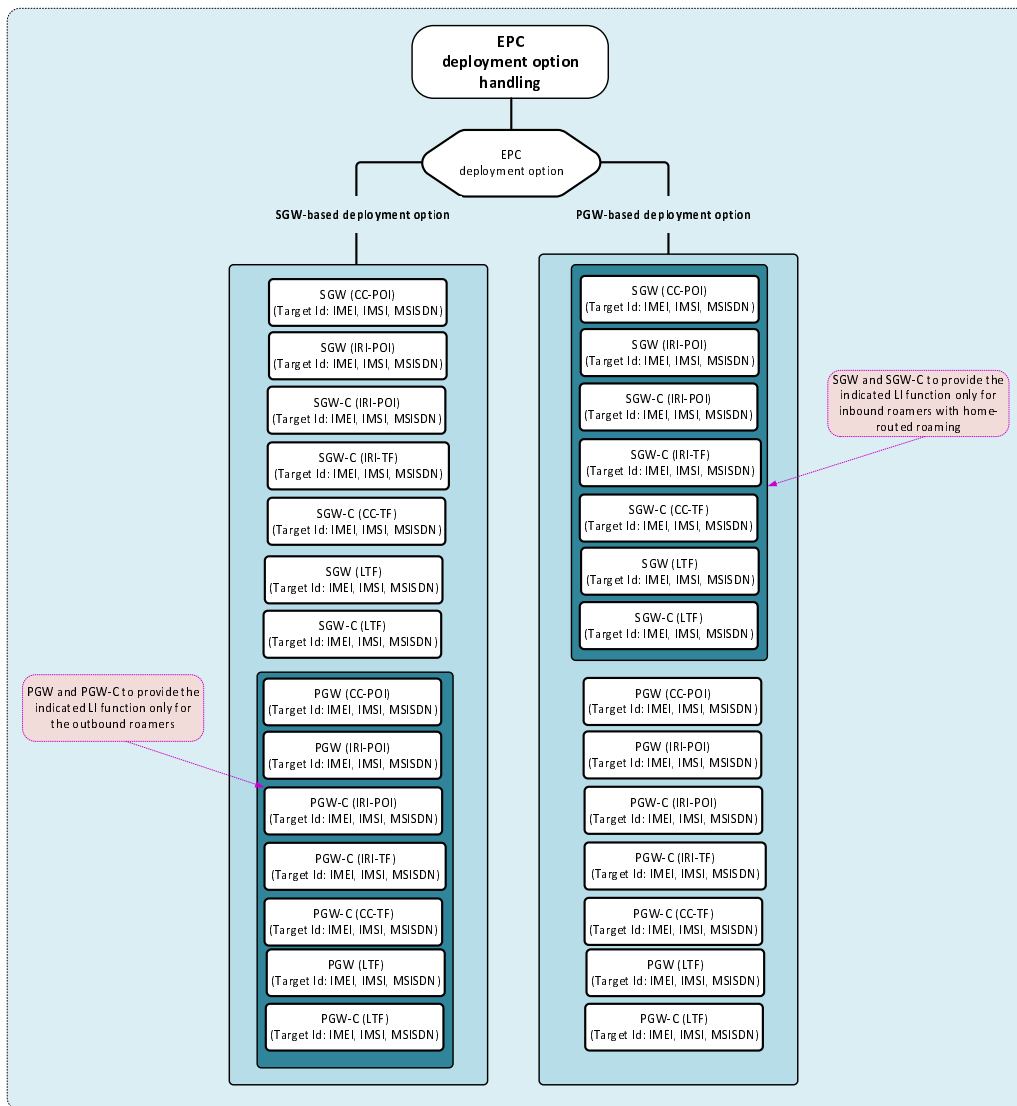 EPC
deployment option
handling
EPC
deployment option
SGW-based deployment option
PGW-based deployment option
SGW (CC-POI)
(Target Id: IMEI, IMSI, MSISDN)
SGW (IRI-POI)
(Target Id: IMEI, IMSI, MSISDN)
SGW-C (IRI-POI)
(Target Id: IMEI, IMSI, MSISDN)
SGW-C (IRI-TF)
(Target Id: IMEI, IMSI, MSISDN)
SGW-C (CC-TF)
(Target Id: IMEI, IMSI, MSISDN)
SGW (LTF)
(Target Id: IMEI, IMSI, MSISDN)
SGW-C (LTF)
(Target Id: IMEI, IMSI, MSISDN)
PGW and PGW-C to provide the
indicated LI function only for
the outbound roamers
PGW (CC-POI)
(Target Id: IMEI, IMSI, MSISDN)
PGW (IRI-POI)
(Target Id: IMEI, IMSI, MSISDN)
PGW-C (IRI-POI)
(Target Id: IMEI, IMSI, MSISDN)
PGW-C (IRI-TF)
(Target Id: IMEI, IMSI, MSISDN)
PGW-C (CC-TF)
(Target Id: IMEI, IMSI, MSISDN)
PGW (LTF)
(Target Id: IMEI, IMSI, MSISDN)
PGW-C (LTF)
(Target Id: IMEI, IMSI, MSISDN)
SGW (CC-POI)
(Target Id: IMEI, IMSI, MSISDN)
SGW (IRI-POI)
(Target Id: IMEI, IMSI, MSISDN)
SGW-C (IRI-POI)
(Target Id: IMEI, IMSI, MSISDN)
SGW-C (IRI-TF)
(Target Id: IMEI, IMSI, MSISDN)
SGW-C (CC-TF)
(Target Id: IMEI, IMSI, MSISDN)
SGW (LTF)
(Target Id: IMEI, IMSI, MSISDN)
SGW-C (LTF)
(Target Id: IMEI, IMSI, MSISDN)
SGW and SGW-C to provide the
indicated LI function only for
inbound roamers with home-
routed roaming
PGW (CC-POI)
(Target Id: IMEI, IMSI, MSISDN)
PGW (IRI-POI)
(Target Id: IMEI, IMSI, MSISDN)
PGW-C (IRI-POI)
(Target Id: IMEI, IMSI, MSISDN)
PGW-C (IRI-TF)
(Target Id: IMEI, IMSI, MSISDN)
PGW-C (CC-TF)
(Target Id: IMEI, IMSI, MSISDN)
PGW (LTF)
(Target Id: IMEI, IMSI, MSISDN)
PGW-C (LTF)
(Target Id: IMEI, IMSI, MSISDN)